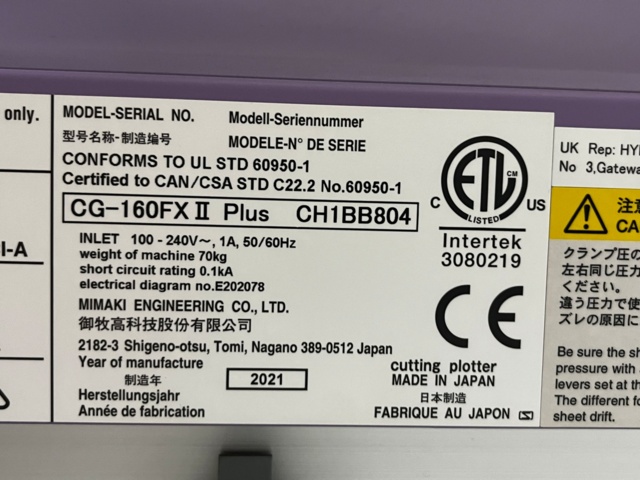 only.
I-A
MODEL-SERIAL NO. Modell-Seriennummer
型号名称-制造编号 MODELE-N° DE SERIE
CONFORMS TO UL STD 60950-1
Certified to CAN/CSA STD C22.2 No.60950-1
CG-160FXⅡ Plus CH1BB804
INLET 100 - 240V～, 1A, 50/60Hz
weight of machine 70kg
short circuit rating 0.1kA
electrical diagram no.E202078
MIMAKI ENGINEERING CO., LTD.
御牧高科技股份有限公司
2182-3 Shigeno-otsu, Tomi, Nagano 389-0512 Japan
Year of manufacture
制造年 2021
Herstellungsjahr
Année de fabrication
ETL CM
C US
LISTED
Intertek
3080219
CE
cutting plotter
MADE IN JAPAN
日本制造
FABRIQUE AU JAPON
UK Rep: HY
No 3,Gatewa
注意
CA
クランプ圧の
左右同じ圧力
ください。
違う圧力で使
ズレの原因に
Be sure the sh
pressure with
levers set at th
The different fo
sheet drift.